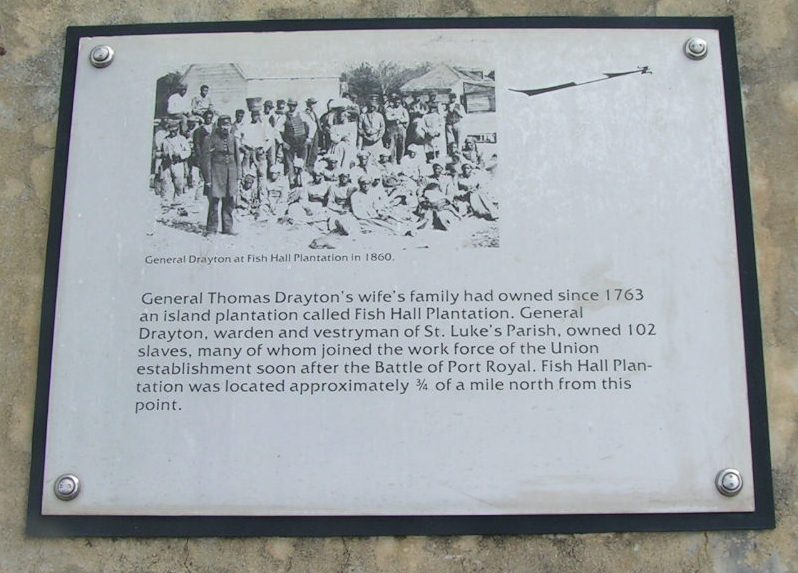 General Drayton at Fish Hall Plantation in 1860.
General Thomas Drayton's wife's family had owned since 1763
an island plantation called Fish Hall Plantation. General
Drayton, warden and vestryman of St. Luke's Parish, owned 102
slaves, many of whom joined the work force of the Union
establishment soon after the Battle of Port Royal. Fish Hall Plan-
tation was located approximately ¾ of a mile north from this
point.